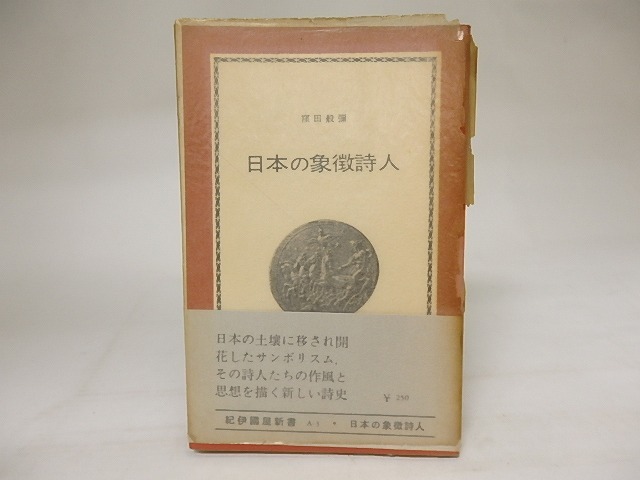 窪田般彌
日本の象徴詩人
日本の土壌に移され開
花したサンボリスム,
その詩人たちの作風と
思想を描く新しい詩史
¥ 250
紀伊國屋新書 A-1 日本の象徴詩人